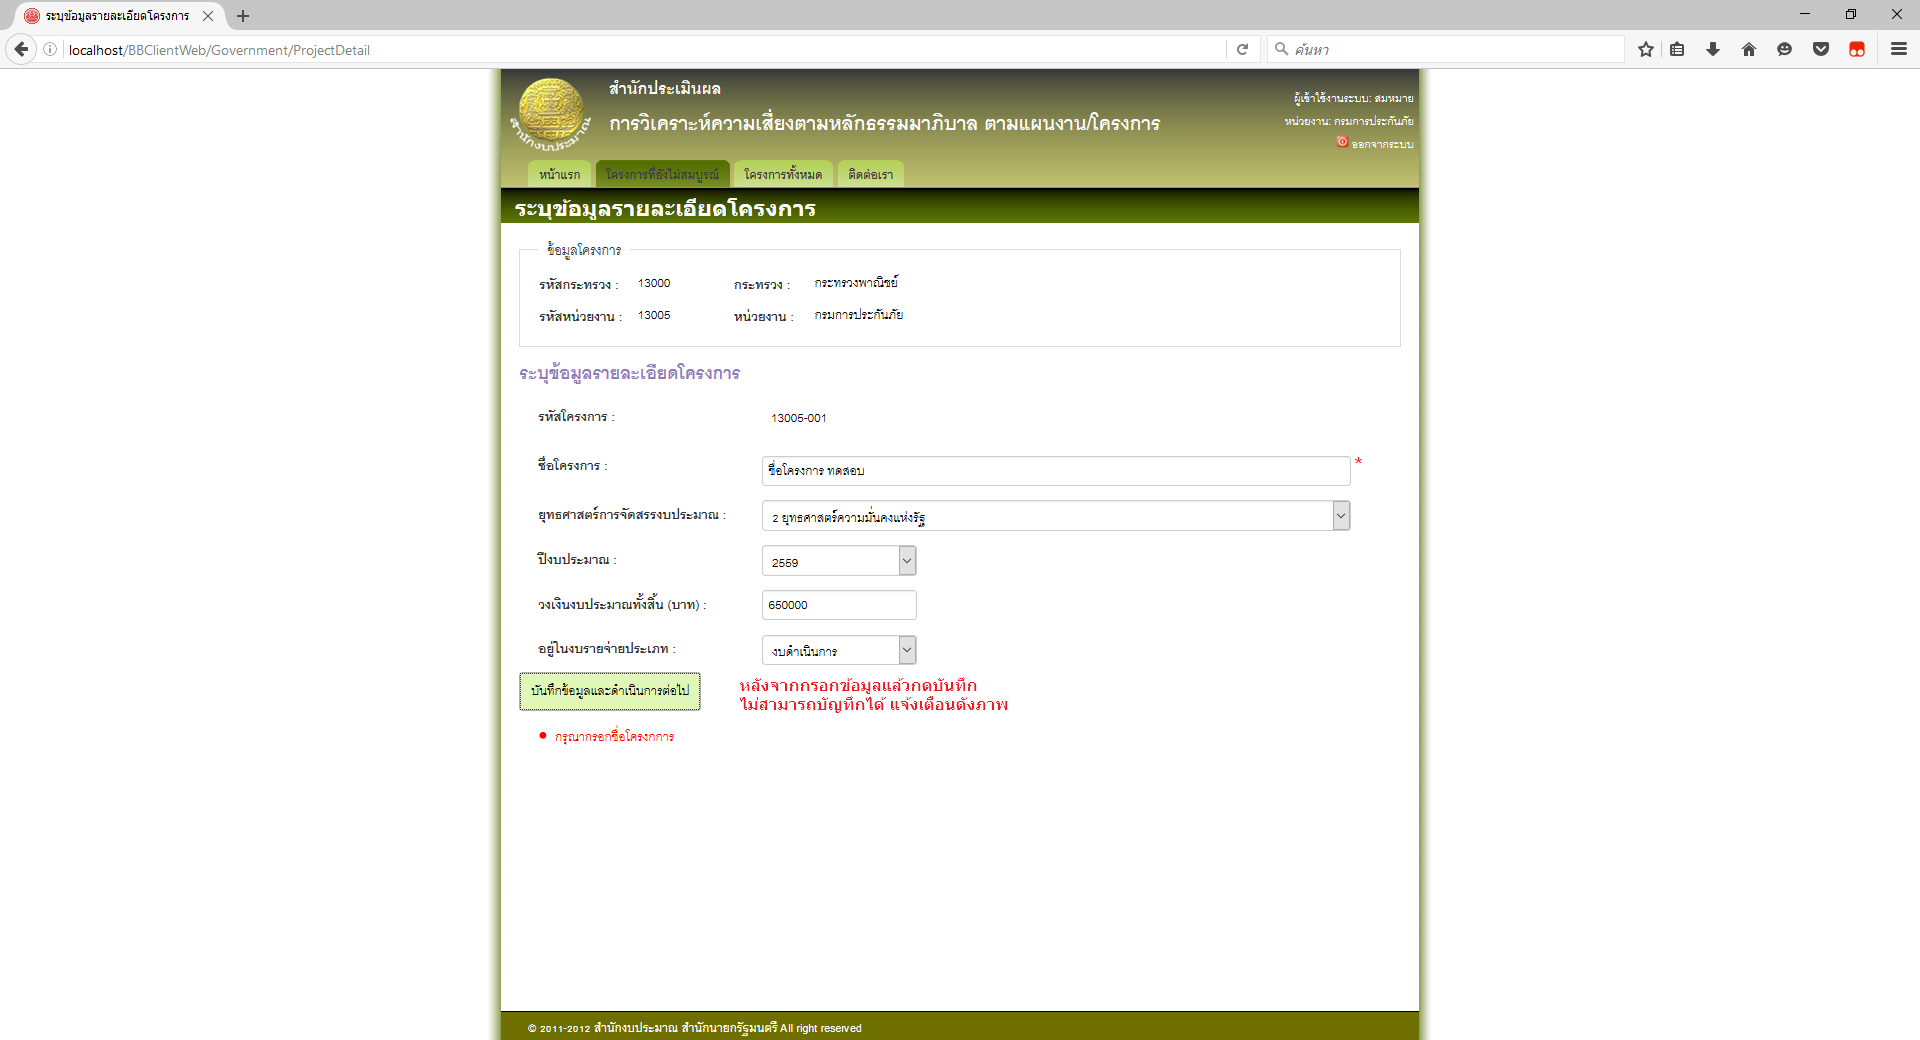 ระบุข้อมูลรายละเอียดโครงการ
localhost/BBClientWeb/Government/ProjectDetail
ค้นหา
สำนักประเมินผล
การวิเคราะห์ความเสี่ยงตามหลักธรรมมาภิบาล ตามแผนงาน/โครงการ
ผู้เข้าใช้งานระบบ: สมหมาย
หน่วยงาน: กรมการประกันภัย
ออกจากระบบ
สำนักงบประมาณ
หน้าแรก โครงการที่ยังไม่สมบูรณ์ โครงการทั้งหมด ติดต่อเรา
ระบุข้อมูลรายละเอียดโครงการ
ข้อมูลโครงการ
รหัสกระทรวง : 13000 กระทรวง : กระทรวงพาณิชย์
รหัสหน่วยงาน : 13005 หน่วยงาน : กรมการประกันภัย
ระบุข้อมูลรายละเอียดโครงการ
รหัสโครงการ : 13005-001
ชื่อโครงการ : ชื่อโครงการ ทดสอบ *
ยุทธศาสตร์การจัดสรรงบประมาณ : 2 ยุทธศาสตร์ความมั่นคงแห่งรัฐ
ปีงบประมาณ : 2559
วงเงินงบประมาณทั้งสิ้น (บาท) : 650000
อยู่ในงบรายจ่ายประเภท : งบดำเนินการ
บันทึกข้อมูลและดำเนินการต่อไป
หลังจากกรอกข้อมูลแล้วกดบันทึก
ไม่สามารถบัญทึกได้ แจ้งเตือนดังภาพ
กรุณากรอกชื่อโครงกการ
© 2011-2012 สำนักงบประมาณ สำนักนายกรัฐมนตรี All right reserved